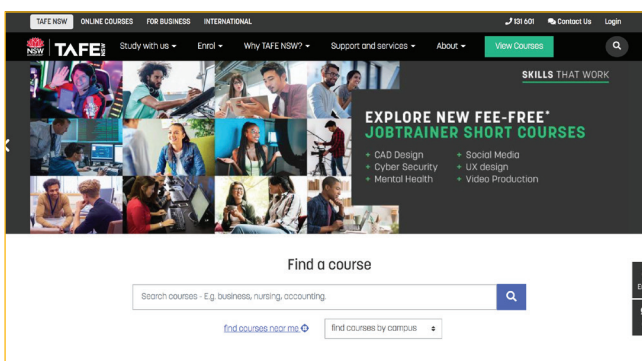 TAFE NSW ONLINE COURSES FOR BUSINESS INTERNATIONAL 131 601 Contact Us Login
NSW TAFE NSW Study with us Enrol Why TAFE NSW? Support and services About View Courses
SKILLS THAT WORK
EXPLORE NEW FEE-FREE*
JOBTRAINER SHORT COURSES
+ CAD Design + Social Media
+ Cyber Security + UX design
+ Mental Health + Video Production
Find a course
Search courses - E.g. business, nursing, accounting.
find courses near me find courses by campus